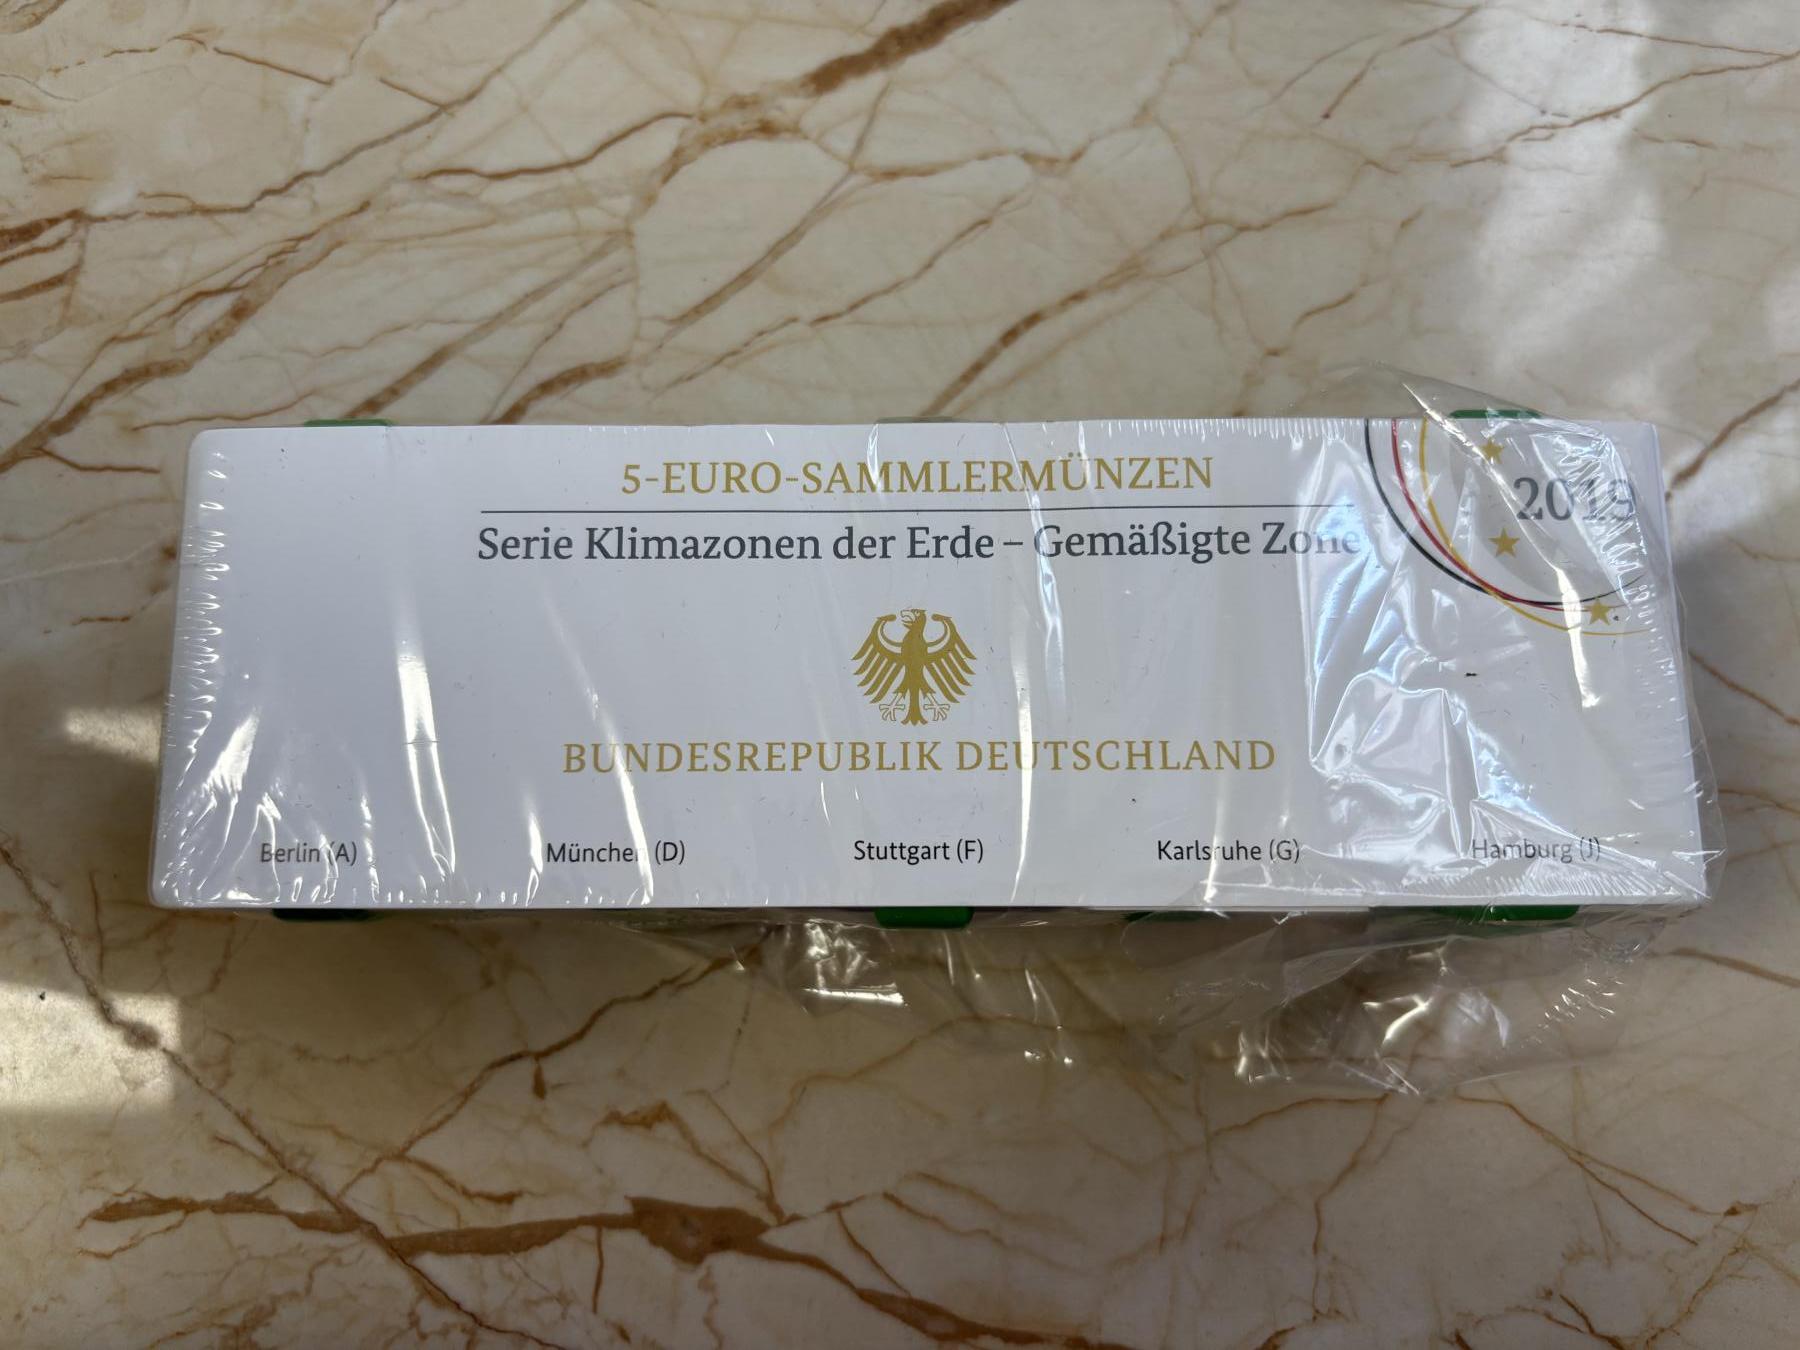 5-EURO-SAMMLERMÜNZEN
2019
Serie Klimazonen der Erde – Gemäßigte Zone
BUNDESREPUBLIK DEUTSCHLAND
Berlin (A) München (D) Stuttgart (F) Karlsruhe (G) Hamburg (J)